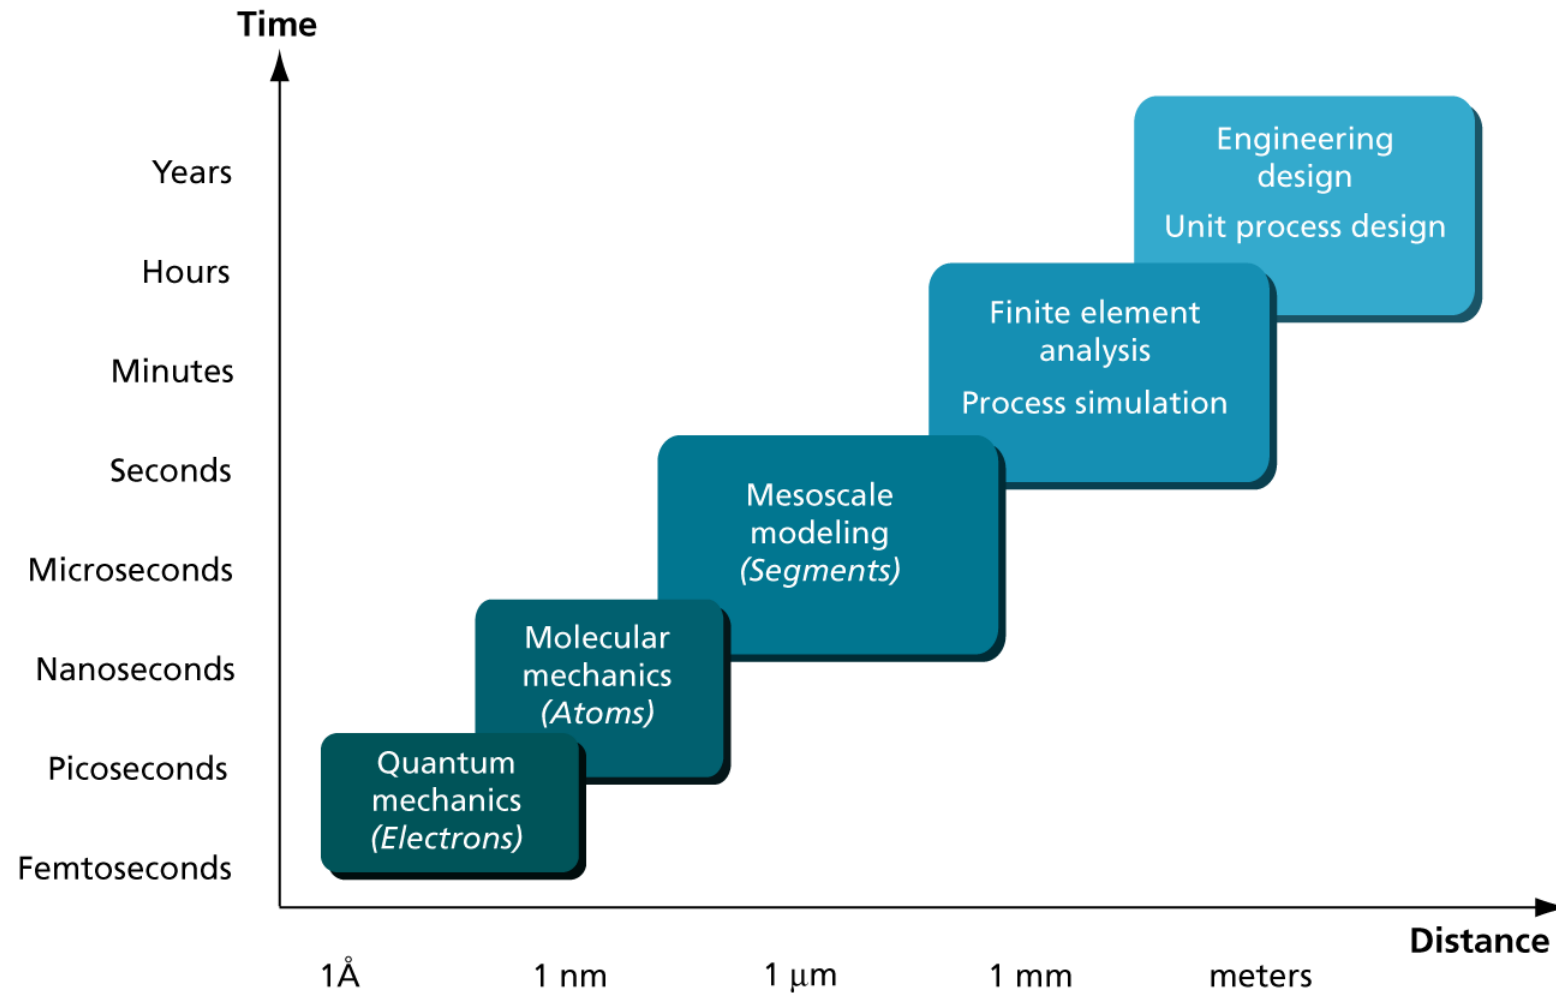 Time
Years
Hours
Minutes
Seconds
Microseconds
Nanoseconds
Picoseconds
Femtoseconds
Engineering
design
Unit process design
Finite element
analysis
Process simulation
Mesoscale
modeling
(Segments)
Molecular
mechanics
(Atoms)
Quantum
mechanics
(Electrons)
Distance
1Å
1 nm
1 μm
1 mm
meters